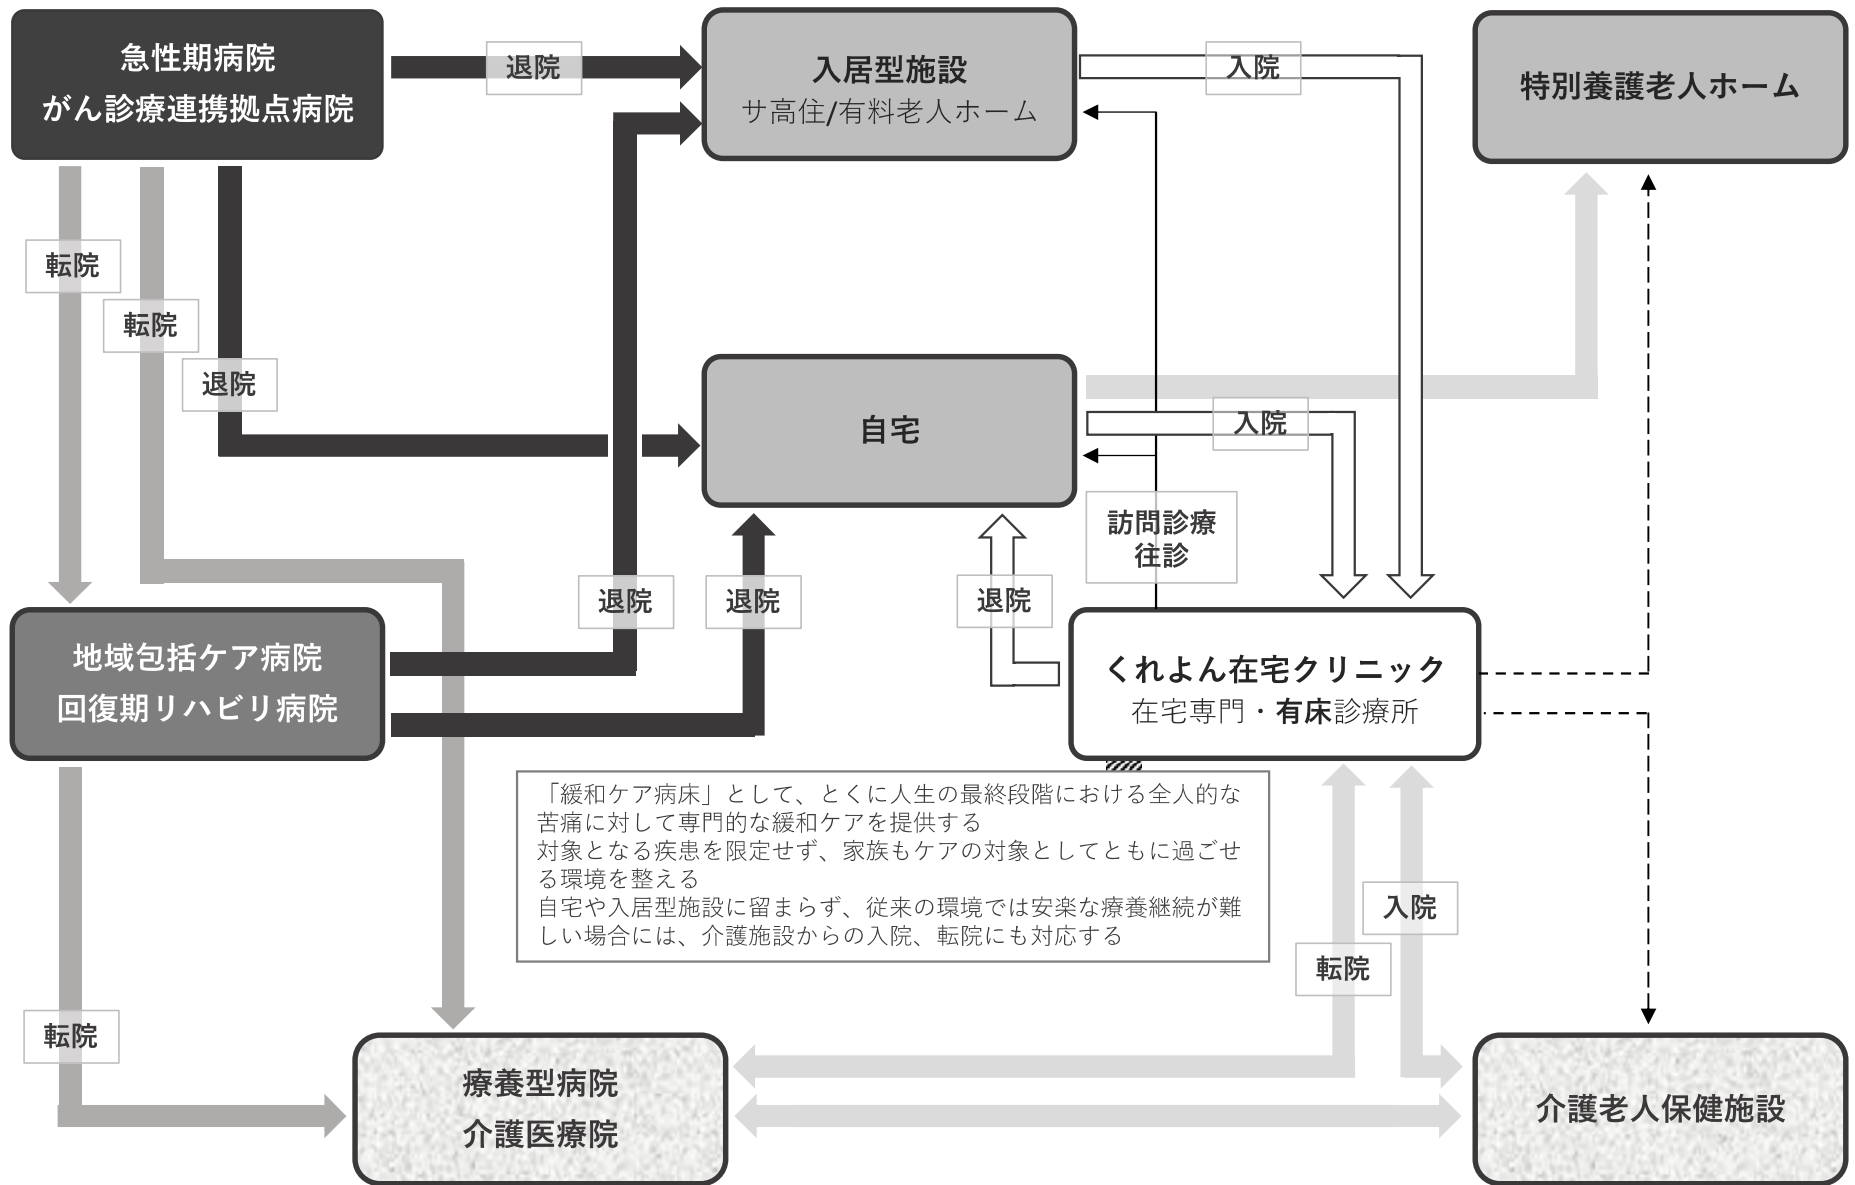 急性期病院
がん診療連携拠点病院
退院
入居型施設
サ高住/有料老人ホーム
入院
特別養護老人ホーム
転院
転院
退院
自宅
入院
訪問診療
往診
退院
退院
退院
地域包括ケア病院
回復期リハビリ病院
くれよん在宅クリニック
在宅専門・有床診療所
「緩和ケア病床」として、とくに人生の最終段階における全人的な
苦痛に対して専門的な緩和ケアを提供する
対象となる疾患を限定せず、家族もケアの対象としてともに過ごせ
る環境を整える
自宅や入居型施設に留まらず、従来の環境では安楽な療養継続が難
しい場合には、介護施設からの入院、転院にも対応する
入院
転院
転院
療養型病院
介護医療院
介護老人保健施設